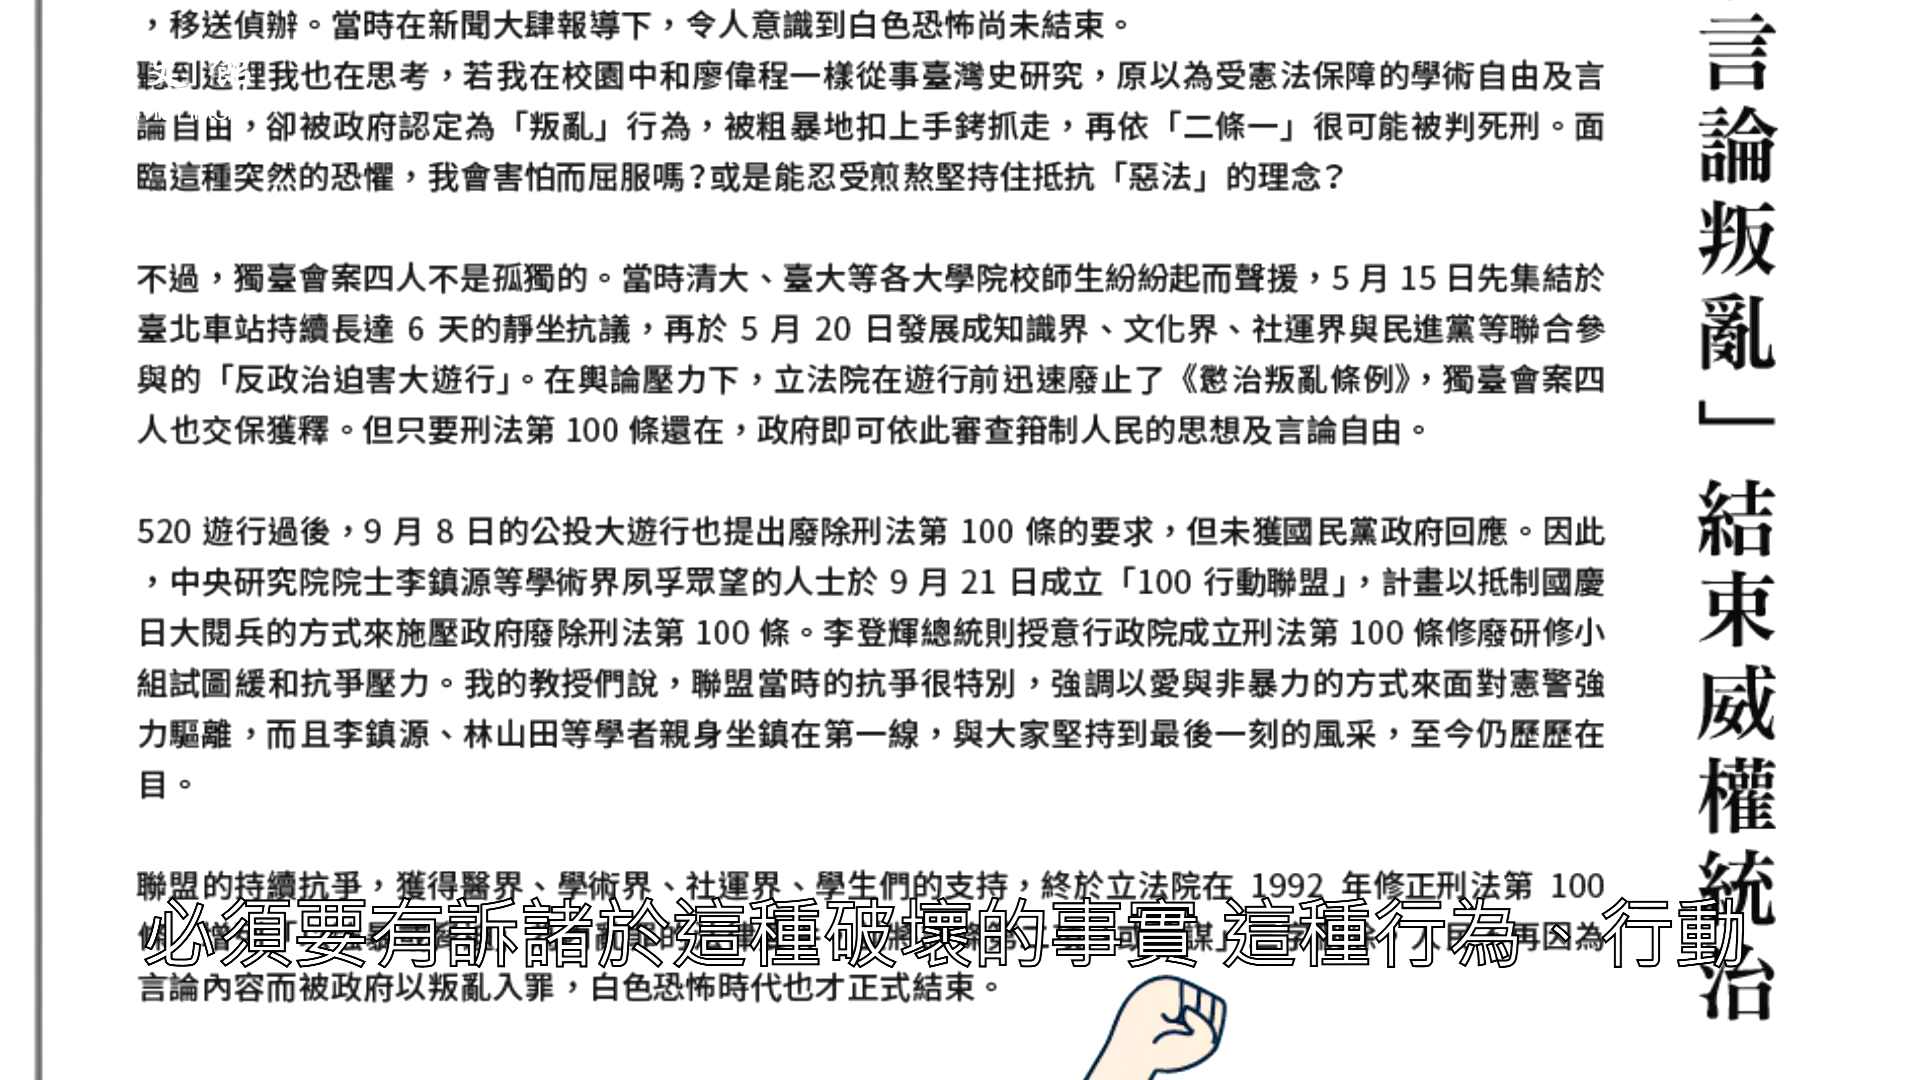 ，移送偵辦。當時在新聞大肆報導下，令人意識到白色恐怖尚未結束。
聽到這裡我也在思考，若我在校園中和廖偉程一樣從事臺灣史研究，原以為受憲法保障的學術自由及言
論自由，卻被政府認定為「叛亂」行為，被粗暴地扣上手銬抓走，再依「二條一」很可能被判死刑。面
臨這種突然的恐懼，我會害怕而屈服嗎？或是能忍受煎熬堅持住抵抗「惡法」的理念？
不過，獨臺會案四人不是孤獨的。當時清大、臺大等各大學院校師生紛紛起而聲援，5 月 15 日先集結於
臺北車站持續長達 6 天的靜坐抗議，再於 5 月 20 日發展成知識界、文化界、社運界與民進黨等聯合參
與的「反政治迫害大遊行」。在輿論壓力下，立法院在遊行前迅速廢止了《懲治叛亂條例》，獨臺會案四
人也交保獲釋。但只要刑法第 100 條還在，政府即可依此審查箝制人民的思想及言論自由。
520 遊行過後，9 月 8 日的公投大遊行也提出廢除刑法第 100 條的要求，但未獲國民黨政府回應。因此
，中央研究院院士李鎮源等學術界夙孚眾望的人士於 9 月 21 日成立「100 行動聯盟」，計畫以抵制國慶
日大閱兵的方式來施壓政府廢除刑法第 100 條。李登輝總統則授意行政院成立刑法第 100 條修廢研修小
組試圖緩和抗爭壓力。我的教授們說，聯盟當時的抗爭很特別，強調以愛與非暴力的方式來面對憲警強
力驅離，而且李鎮源、林山田等學者親身坐鎮在第一線，與大家堅持到最後一刻的風采，至今仍歷歷在
目。
聯盟的持續抗爭，獲得醫界、學術界、社運界、學生們的支持，終於立法院在 1992 年修正刑法第 100
人民不再因為
言論內容而被政府以叛亂入罪，白色恐怖時代也才正式結束。
言論叛亂」結束威權統治
必須要有訴諸於這種破壞的事實 這種行為、行動